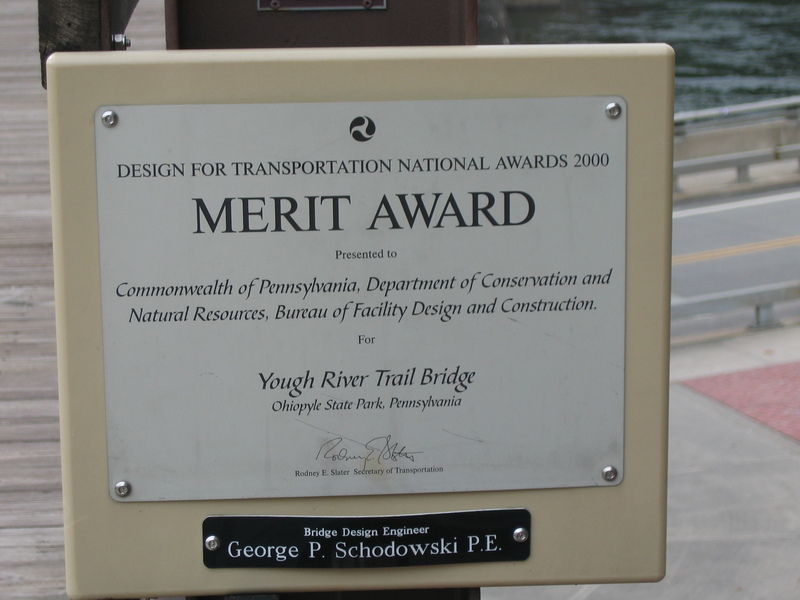 DESIGN FOR TRANSPORTATION NATIONAL AWARDS 2000
MERIT AWARD
Presented to
Commonwealth of Pennsylvania, Department of Conservation and
Natural Resources, Bureau of Facility Design and Construction.
For
Yough River Trail Bridge
Ohiopyle State Park, Pennsylvania
Rodney E. Slater
Rodney E. Slater Secretary of Transportation
Bridge Design Engineer
George P. Schodowski P.E.